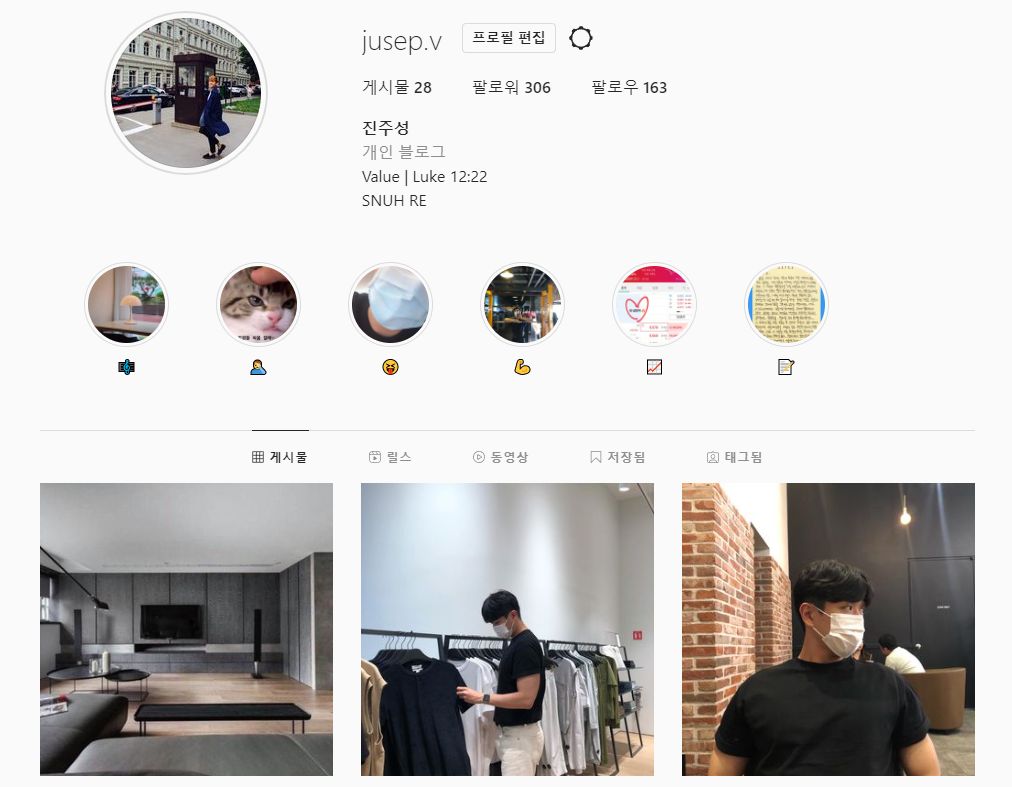 jusep.v 프로필 편집
게시물 28 팔로워 306 팔로우 163
진주성
개인 블로그
Value | Luke 12:22
SNUH RE
게시물 릴스 동영상 저장됨 태그됨